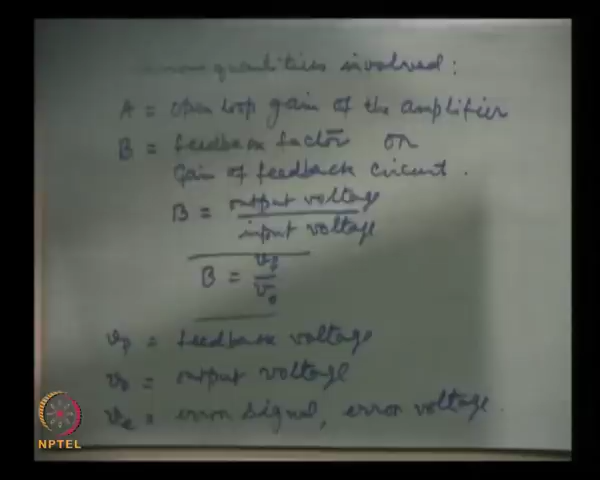 quantities involved:
A = open loop gain of the amplifier
B = feedback factor or
gain of feedback circuit.
B = output voltage
input voltage
B = vf
vo
vf = feedback voltage
vo = output voltage
ve = error signal, error voltage.
NPTEL